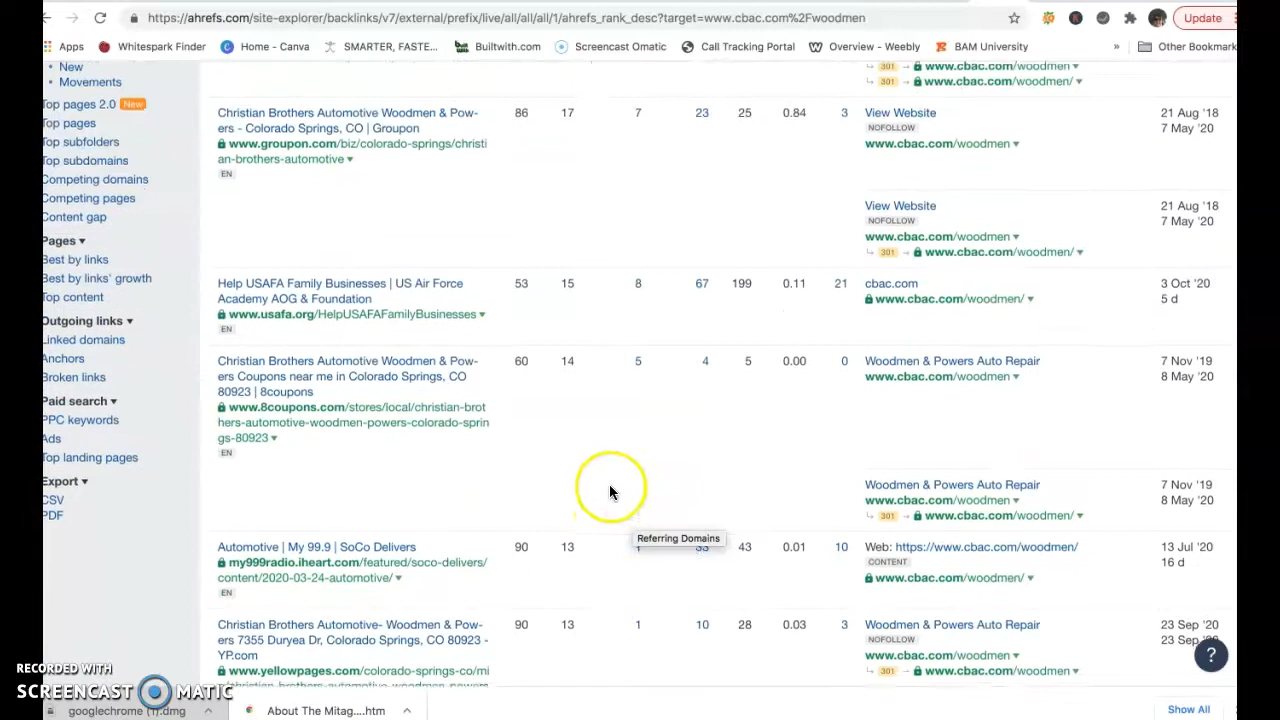 https://ahrefs.com/site-explorer/backlinks/v7/external/prefix/live/all/all/all/1/ahrefs_rank_desc?target=www.cbac.com%2Fwoodmen
Update
Apps Whitespark Finder Home - Canva SMARTER, FASTE... Builtwith.com Screencast Omatic Call Tracking Portal Overview - Weebly BAM University » Other Bookmark
New
Movements
Top pages 2.0 New
Top pages
Top subfolders
Top subdomains
Competing domains
Competing pages
Content gap
Pages
Best by links
Best by links' growth
Top content
Outgoing links
Linked domains
Anchors
Broken links
Paid search
PPC keywords
Ads
Top landing pages
Export
CSV
PDF
301 www.cbac.com/woodmen
301 www.cbac.com/woodmen/
Christian Brothers Automotive Woodmen & Pow- 86 17 7 23 25 0.84 3 View Website 21 Aug '18
ers - Colorado Springs, CO | Groupon NOFOLLOW 7 May '20
www.groupon.com/biz/colorado-springs/christi www.cbac.com/woodmen
an-brothers-automotive
EN
View Website 21 Aug '18
NOFOLLOW 7 May '20
www.cbac.com/woodmen
301 www.cbac.com/woodmen/
Help USAFA Family Businesses | US Air Force 53 15 8 67 199 0.11 21 cbac.com 3 Oct '20
Academy AOG & Foundation www.cbac.com/woodmen/ 5 d
www.usafa.org/HelpUSAFAFamilyBusinesses
EN
Christian Brothers Automotive Woodmen & Pow- 60 14 5 4 5 0.00 0 Woodmen & Powers Auto Repair 7 Nov '19
ers Coupons near me in Colorado Springs, CO www.cbac.com/woodmen 8 May '20
80923 | 8coupons
www.8coupons.com/stores/local/christian-brot
hers-automotive-woodmen-powers-colorado-sprin
gs-80923
EN
Woodmen & Powers Auto Repair 7 Nov '19
www.cbac.com/woodmen 8 May '20
301 www.cbac.com/woodmen/
Referring Domains
Automotive | My 99.9 | SoCo Delivers 90 13 1 33 43 0.01 10 Web: https://www.cbac.com/woodmen/ 13 Jul '20
my999radio.iheart.com/featured/soco-delivers/ CONTENT 16 d
content/2020-03-24-automotive/ www.cbac.com/woodmen/
EN
Christian Brothers Automotive- Woodmen & Pow- 90 13 1 10 28 0.03 3 Woodmen & Powers Auto Repair 23 Sep '20
ers 7355 Duryea Dr, Colorado Springs, CO 80923 - NOFOLLOW 23 Sep
YP.com www.cbac.com/woodmen
www.yellowpages.com/colorado-springs-co/mi 301 www.cbac.com/woodmen/
p/christian-brothers-automotive-woodmen-powers
?
RECORDED WITH
SCREENCAST MATIC
googlechrome (1).dmg About The Mitag....htm Show All